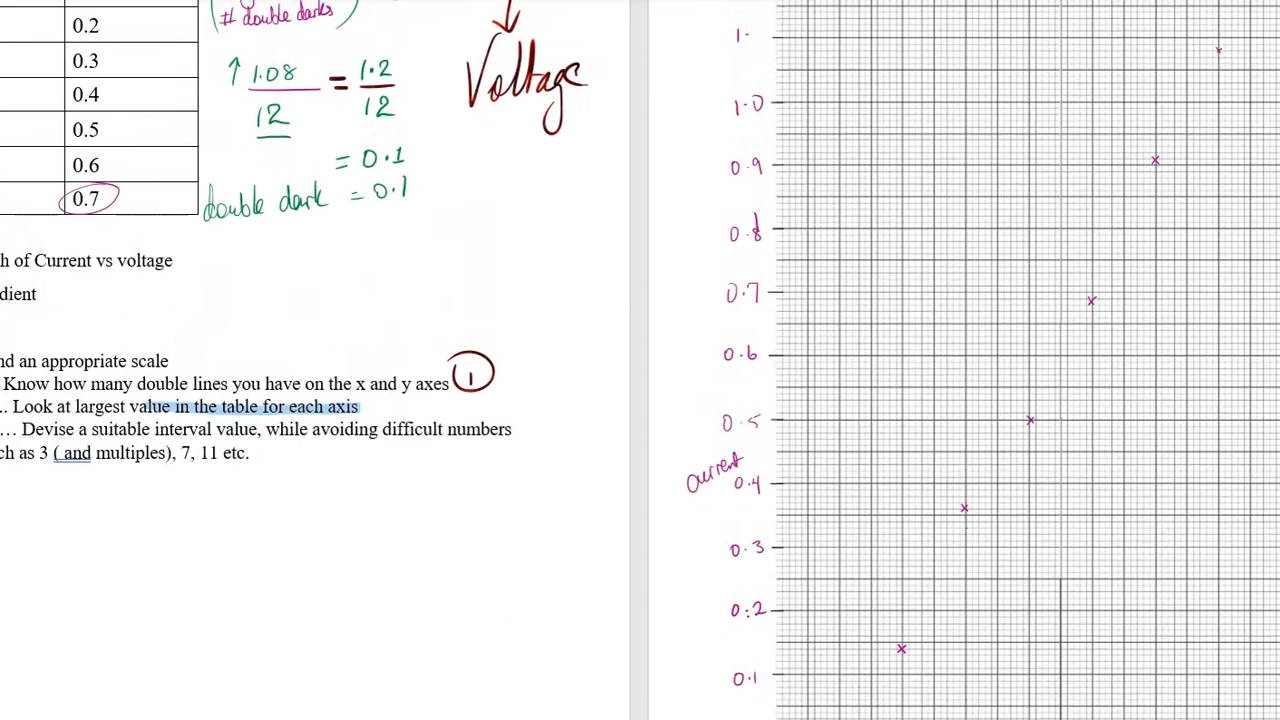 # double darks
0.2
0.3
0.4
0.5
0.6
0.7
↑ 1.08 / 12 = 1.2 / 12
= 0.1
double dark = 0.1
Voltage
h of Current vs voltage
dient
nd an appropriate scale
Know how many double lines you have on the x and y axes 1
.. Look at largest value in the table for each axis
… Devise a suitable interval value, while avoiding difficult numbers
ch as 3 ( and multiples), 7, 11 etc.
1.
1.0
0.9
0.8
0.7
0.6
0.5
Current
0.4
0.3
0.2
0.1